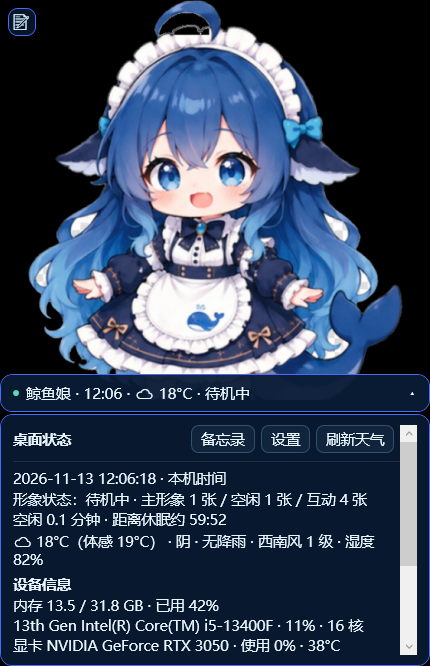 鲸鱼娘 · 12:06 · 18°C · 待机中
桌面状态
备忘录
设置
刷新天气
2026-11-13 12:06:18 · 本机时间
形象状态：待机中 · 主形象 1 张 / 空闲 1 张 / 互动 4 张
空闲 0.1 分钟 · 距离休眠约 59:52
18°C（体感 19°C） · 阴 · 无降雨 · 西南风 1 级 · 湿度
82%
设备信息
内存 13.5 / 31.8 GB · 已用 42%
13th Gen Intel(R) Core(TM) i5-13400F · 11% · 16 核
显卡 NVIDIA GeForce RTX 3050 · 使用 0% · 38°C